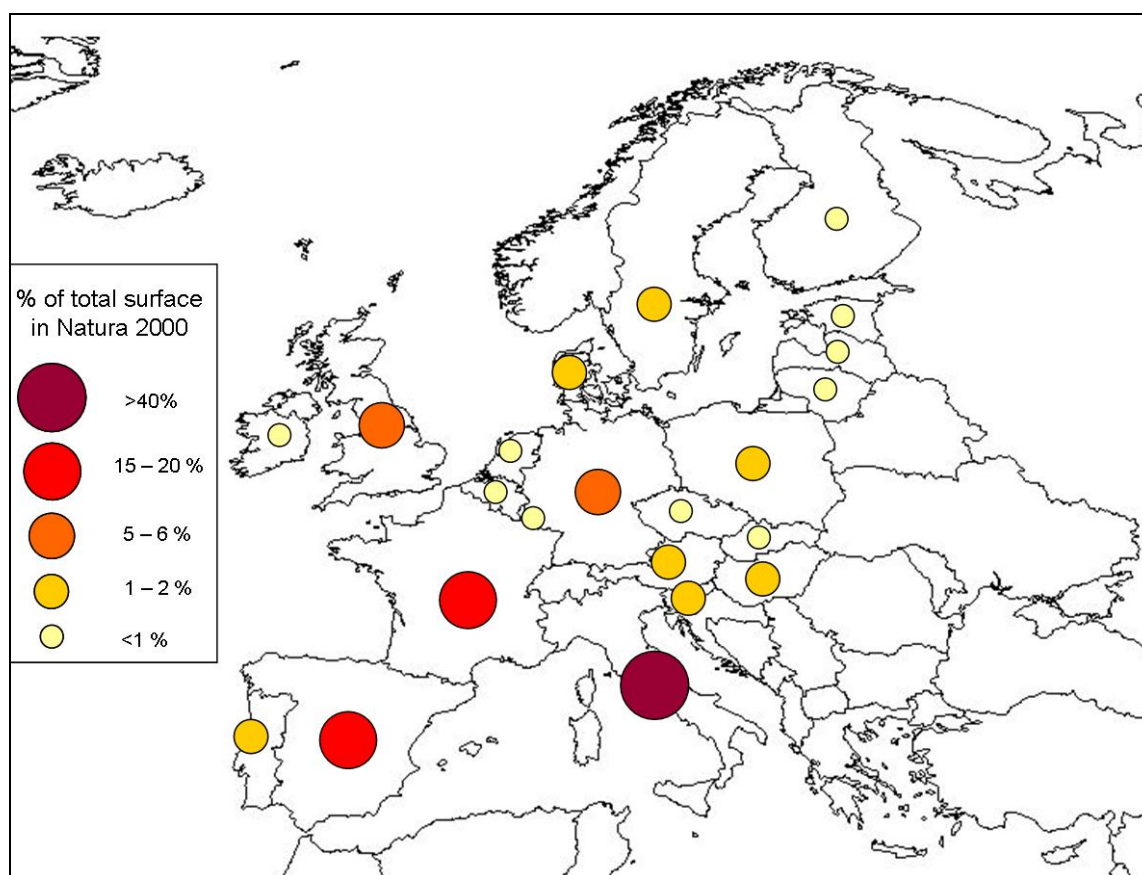 % of total surface
in Natura 2000
>40%
15 – 20 %
5 – 6 %
1 – 2 %
<1 %